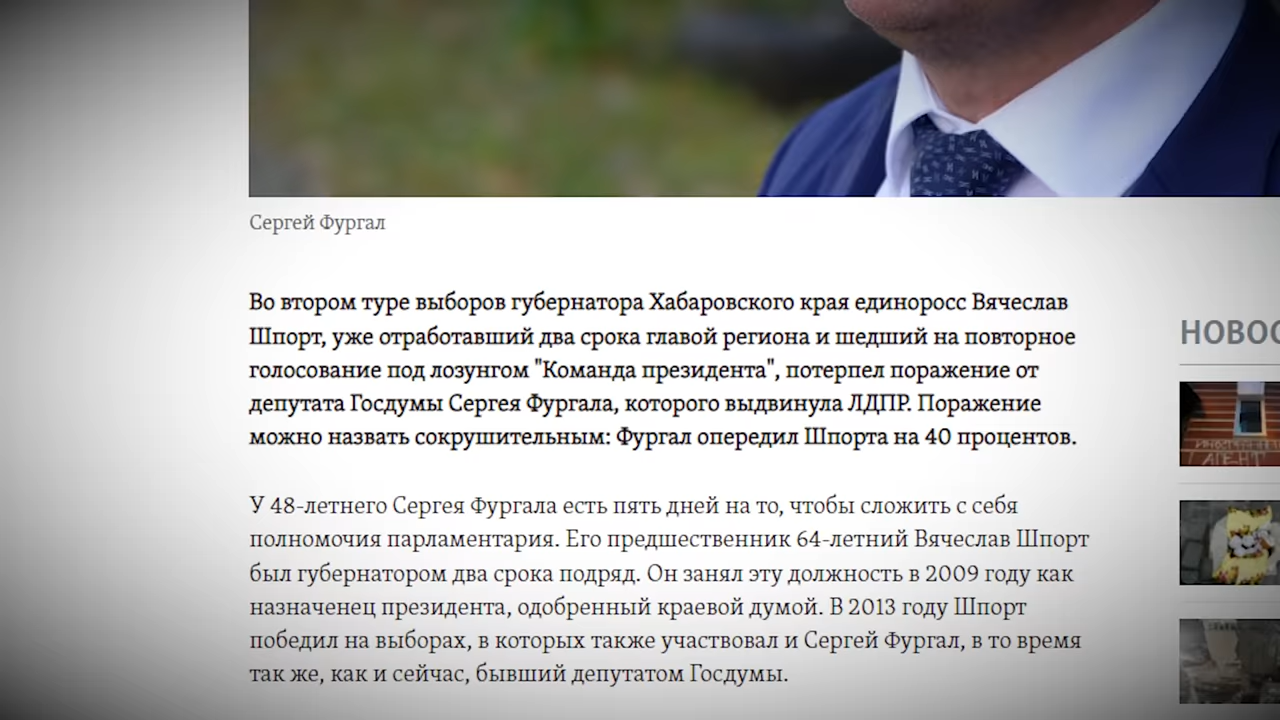 Сергей Фургал
Во втором туре выборов губернатора Хабаровского края единоросс Вячеслав
Шпорт, уже отработавший два срока главой региона и шедший на повторное
голосование под лозунгом "Команда президента", потерпел поражение от
депутата Госдумы Сергея Фургала, которого выдвинула ЛДПР. Поражение
можно назвать сокрушительным: Фургал опередил Шпорта на 40 процентов.
У 48-летнего Сергея Фургала есть пять дней на то, чтобы сложить с себя
полномочия парламентария. Его предшественник 64-летний Вячеслав Шпорт
был губернатором два срока подряд. Он занял эту должность в 2009 году как
назначенец президента, одобренный краевой думой. В 2013 году Шпорт
победил на выборах, в которых также участвовал и Сергей Фургал, в то время
так же, как и сейчас, бывший депутатом Госдумы.
НОВОС